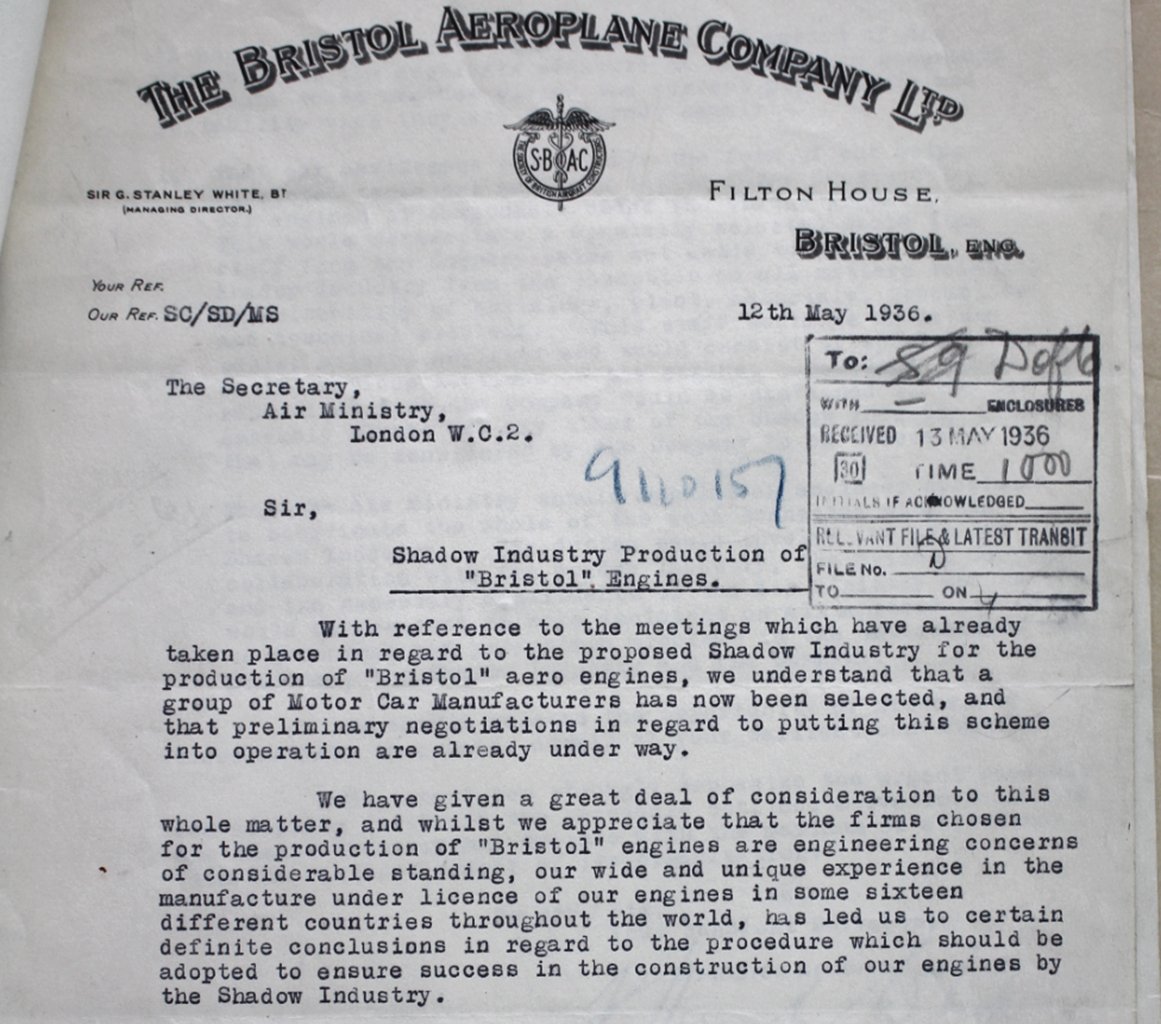 THE BRISTOL AEROPLANE COMPANY LTD
THE SOCIETY OF BRITISH AIRCRAFT CONSTRUCTORS
S·B AC
SIR G. STANLEY WHITE, BT
(MANAGING DIRECTOR.)
FILTON HOUSE,
BRISTOL, ENG.
YOUR REF.
OUR REF. SC/SD/MS
12th May 1936.
To:
WITH — ENCLOSURES
RECEIVED 13 MAY 1936
30 TIME 1000
INITIALS IF ACKNOWLEDGED
RELEVANT FILE & LATEST TRANSIT
FILE No.
TO ON
The Secretary,
Air Ministry,
London W.C.2.
9110157
Sir,
Shadow Industry Production of
"Bristol" Engines.
With reference to the meetings which have already
taken place in regard to the proposed Shadow Industry for the
production of "Bristol" aero engines, we understand that a
group of Motor Car Manufacturers has now been selected, and
that preliminary negotiations in regard to putting this scheme
into operation are already under way.
We have given a great deal of consideration to this
whole matter, and whilst we appreciate that the firms chosen
for the production of "Bristol" engines are engineering concerns
of considerable standing, our wide and unique experience in the
manufacture under licence of our engines in some sixteen
different countries throughout the world, has led us to certain
definite conclusions in regard to the procedure which should be
adopted to ensure success in the construction of our engines by
the Shadow Industry.